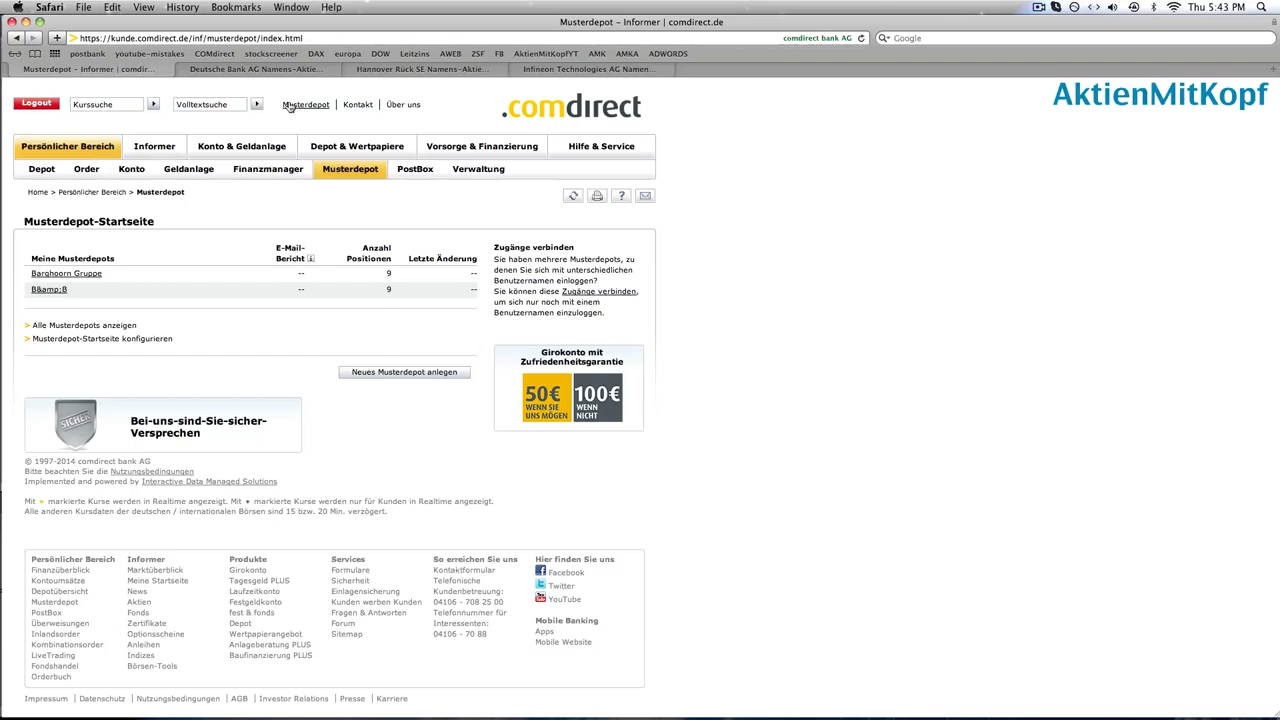 Safari File Edit View History Bookmarks Window Help Thu 5:43 PM
Musterdepot – Informer | comdirect.de
https://kunde.comdirect.de/inf/musterdepot/index.html comdirect bank AG Google
postbank youtube-mistakes COMdirect stockscreener DAX europa DOW Leitzins AWEB ZSF FB AktienMitKopfYT AMK AMKA ADWORDS
Musterdepot – Informer | comdir... Deutsche Bank AG Namens-Aktie... Hannover Rück SE Namens-Aktie... Infineon Technologies AG Namen...
Logout Kurssuche Volltextsuche Musterdepot | Kontakt | Über uns
.comdirect
AktienMitKopf
Persönlicher Bereich Informer Konto & Geldanlage Depot & Wertpapiere Vorsorge & Finanzierung Hilfe & Service
Depot Order Konto Geldanlage Finanzmanager Musterdepot PostBox Verwaltung
Home > Persönlicher Bereich > Musterdepot
?
Musterdepot-Startseite
Meine Musterdepots E-Mail-Bericht i Anzahl Positionen Letzte Änderung
Barghoorn Gruppe -- 9 --
B&amp;B -- 9 --
> Alle Musterdepots anzeigen
> Musterdepot-Startseite konfigurieren
Neues Musterdepot anlegen
Zugänge verbinden
Sie haben mehrere Musterdepots, zu
denen Sie sich mit unterschiedlichen
Benutzernamen einloggen?
Sie können diese Zugänge verbinden,
um sich nur noch mit einem
Benutzernamen einzuloggen.
Girokonto mit
Zufriedenheitsgarantie
50€ 100€
WENN SIE WENN
UNS MÖGEN NICHT
SICHER
Bei-uns-sind-Sie-sicher-
Versprechen
© 1997-2014 comdirect bank AG
Bitte beachten Sie die Nutzungsbedingungen
Implemented and powered by Interactive Data Managed Solutions
Mit markierte Kurse werden in Realtime angezeigt. Mit markierte Kurse werden nur für Kunden in Realtime angezeigt.
Alle anderen Kursdaten der deutschen / internationalen Börsen sind 15 bzw. 20 Min. verzögert.
Persönlicher Bereich Informer Produkte Services So erreichen Sie uns Hier finden Sie uns
Finanzüberblick Marktüberblick Girokonto Formulare Kontaktformular Facebook
Kontoumsätze Meine Startseite Tagesgeld PLUS Sicherheit Telefonische Twitter
Depotübersicht News Laufzeitkonto Einlagensicherung Kundenbetreuung: YouTube
Musterdepot Aktien Festgeldkonto Kunden werben Kunden 04106 - 708 25 00
PostBox Fonds fest & fonds Fragen & Antworten Telefonnummer für
Überweisungen Zertifikate Depot Forum Interessenten: Mobile Banking
Inlandsorder Optionsscheine Wertpapierangebot Sitemap 04106 - 70 88 Apps
Kombinationsorder Anleihen Anlageberatung PLUS Mobile Website
LiveTrading Indizes Baufinanzierung PLUS
Fondshandel Börsen-Tools
Orderbuch
Impressum | Datenschutz | Nutzungsbedingungen | AGB | Investor Relations | Presse | Karriere